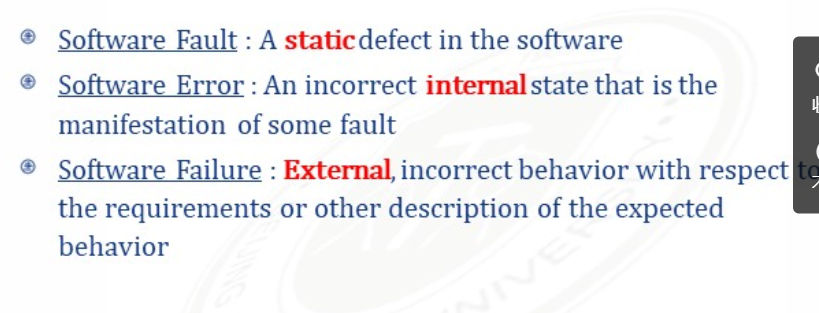 Software Fault : A static defect in the software
Software Error : An incorrect internal state that is the
manifestation of some fault
Software Failure : External, incorrect behavior with respect to
the requirements or other description of the expected
behavior